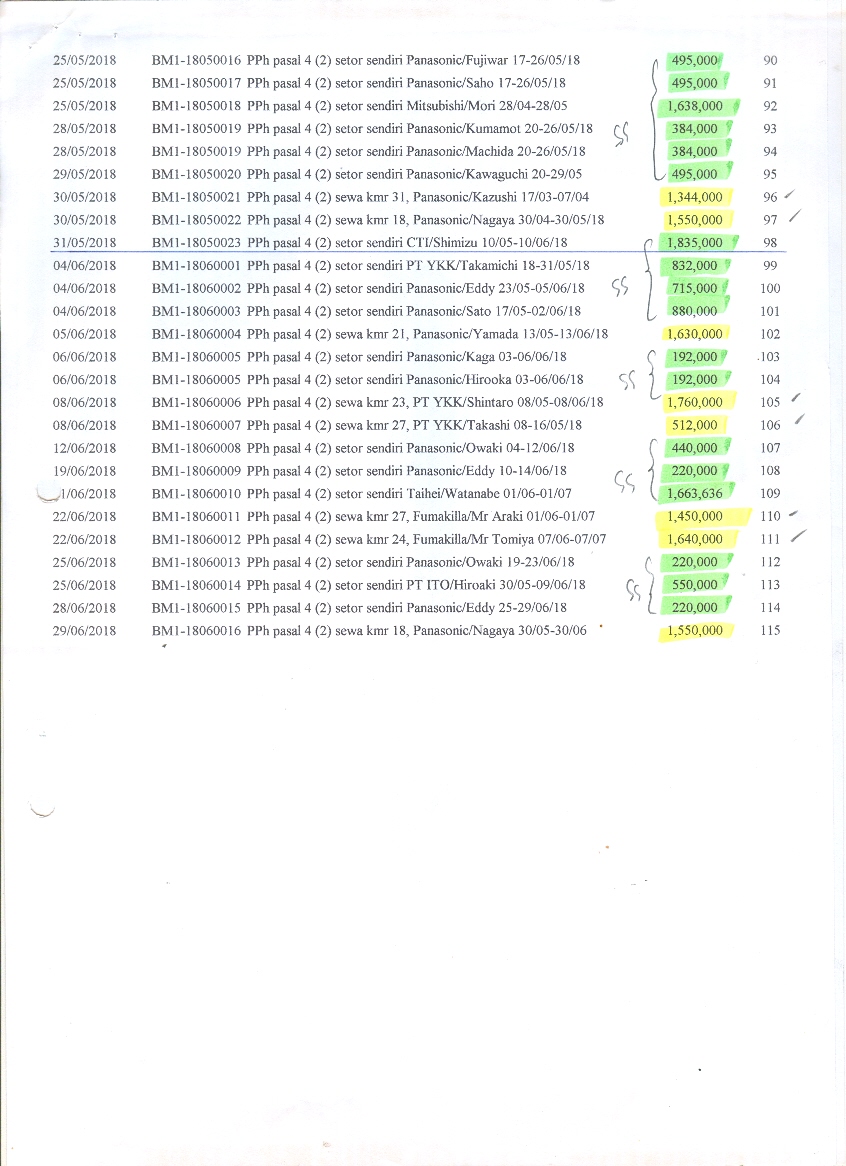 25/05/2018 BM1-18050016 PPh pasal 4 (2) setor sendiri Panasonic/Fujiwar 17-26/05/18 495,000 90
25/05/2018 BM1-18050017 PPh pasal 4 (2) setor sendiri Panasonic/Saho 17-26/05/18 495,000 91
25/05/2018 BM1-18050018 PPh pasal 4 (2) setor sendiri Mitsubishi/Mori 28/04-28/05 1,638,000 92
28/05/2018 BM1-18050019 PPh pasal 4 (2) setor sendiri Panasonic/Kumamot 20-26/05/18 SS 384,000 93
28/05/2018 BM1-18050019 PPh pasal 4 (2) setor sendiri Panasonic/Machida 20-26/05/18 384,000 94
29/05/2018 BM1-18050020 PPh pasal 4 (2) setor sendiri Panasonic/Kawaguchi 20-29/05 495,000 95
30/05/2018 BM1-18050021 PPh pasal 4 (2) sewa kmr 31, Panasonic/Kazushi 17/03-07/04 1,344,000 96
30/05/2018 BM1-18050022 PPh pasal 4 (2) sewa kmr 18, Panasonic/Nagaya 30/04-30/05/18 1,550,000 97
31/05/2018 BM1-18050023 PPh pasal 4 (2) setor sendiri CTI/Shimizu 10/05-10/06/18 1,835,000 98
04/06/2018 BM1-18060001 PPh pasal 4 (2) setor sendiri PT YKK/Takamichi 18-31/05/18 832,000 99
04/06/2018 BM1-18060002 PPh pasal 4 (2) setor sendiri Panasonic/Eddy 23/05-05/06/18 SS 715,000 100
04/06/2018 BM1-18060003 PPh pasal 4 (2) setor sendiri Panasonic/Sato 17/05-02/06/18 880,000 101
05/06/2018 BM1-18060004 PPh pasal 4 (2) sewa kmr 21, Panasonic/Yamada 13/05-13/06/18 1,630,000 102
06/06/2018 BM1-18060005 PPh pasal 4 (2) setor sendiri Panasonic/Kaga 03-06/06/18 192,000 103
06/06/2018 BM1-18060005 PPh pasal 4 (2) setor sendiri Panasonic/Hirooka 03-06/06/18 SS 192,000 104
08/06/2018 BM1-18060006 PPh pasal 4 (2) sewa kmr 23, PT YKK/Shintaro 08/05-08/06/18 1,760,000 105
08/06/2018 BM1-18060007 PPh pasal 4 (2) sewa kmr 27, PT YKK/Takashi 08-16/05/18 512,000 106
12/06/2018 BM1-18060008 PPh pasal 4 (2) setor sendiri Panasonic/Owaki 04-12/06/18 440,000 107
19/06/2018 BM1-18060009 PPh pasal 4 (2) setor sendiri Panasonic/Eddy 10-14/06/18 SS 220,000 108
1/06/2018 BM1-18060010 PPh pasal 4 (2) setor sendiri Taihei/Watanabe 01/06-01/07 1,663,636 109
22/06/2018 BM1-18060011 PPh pasal 4 (2) sewa kmr 27, Fumakilla/Mr Araki 01/06-01/07 1,450,000 110
22/06/2018 BM1-18060012 PPh pasal 4 (2) sewa kmr 24, Fumakilla/Mr Tomiya 07/06-07/07 1,640,000 111
25/06/2018 BM1-18060013 PPh pasal 4 (2) setor sendiri Panasonic/Owaki 19-23/06/18 220,000 112
25/06/2018 BM1-18060014 PPh pasal 4 (2) setor sendiri PT ITO/Hiroaki 30/05-09/06/18 SS 550,000 113
28/06/2018 BM1-18060015 PPh pasal 4 (2) setor sendiri Panasonic/Eddy 25-29/06/18 220,000 114
29/06/2018 BM1-18060016 PPh pasal 4 (2) sewa kmr 18, Panasonic/Nagaya 30/05-30/06 1,550,000 115